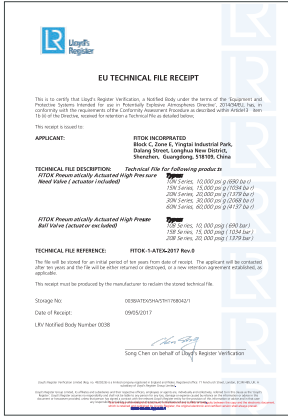 Lloyd's
Register
EU TECHNICAL FILE RECEIPT
This is to certify that Lloyd's Register Verification, a Notified Body under the terms of the 'Equipment and
Protective Systems Intended for use in Potentially Explosive Atmospheres Directive', 2014/34/EU, has, in
conformity with the requirements of the Conformity Assessment Procedure as described within Article13 item
1b (ii) of the Directive, received for retention a Technical File as detailed below.
This receipt is issued to:
APPLICANT: FITOK INCORPRATED
Block C, Zone E, Yingtai Industrial Park,
Dalang Street, Longhua New District,
Shenzhen, Guangdong, 518109, China
TECHNICAL FILE DESCRIPTION: Technical File for following products
FITOK Pneumatically Actuated High Pressure Types
Need Valve ( actuator included) 10N Series, 10,000 psi g (690 bar)
15N Series, 15,000 psig (1034 bar)
20N Series, 20,000 psig (1379 bar)
30N Series, 30,000 psig (2068 bar)
60N Series, 60,000 psig (4137 bar)
FITOK Pneumatically Actuated High Pressure Types
Ball Valve (actuator excluded) 10B Series, 10,000 psig (690 bar)
15B Series, 15,000 psig (1034 bar)
20B Series, 20,000 psig (1379 bar)
TECHNICAL FILE REFERENCE: FITOK-1-ATEX-2017 Rev.0
The file will be stored for an initial period of ten years from date of receipt. The applicant will be contacted
after ten years and the file will be either returned or destroyed, or a new retention agreement established, as
applicable.
This receipt must be produced by the manufacturer to reclaim the stored technical file.
Storage No: 0038/ATEX/SHA/STH1768042/1
Date of Receipt: 09/05/2017
LRV Notified Body Number 0038
Song Chen on behalf of Lloyd's Register Verification